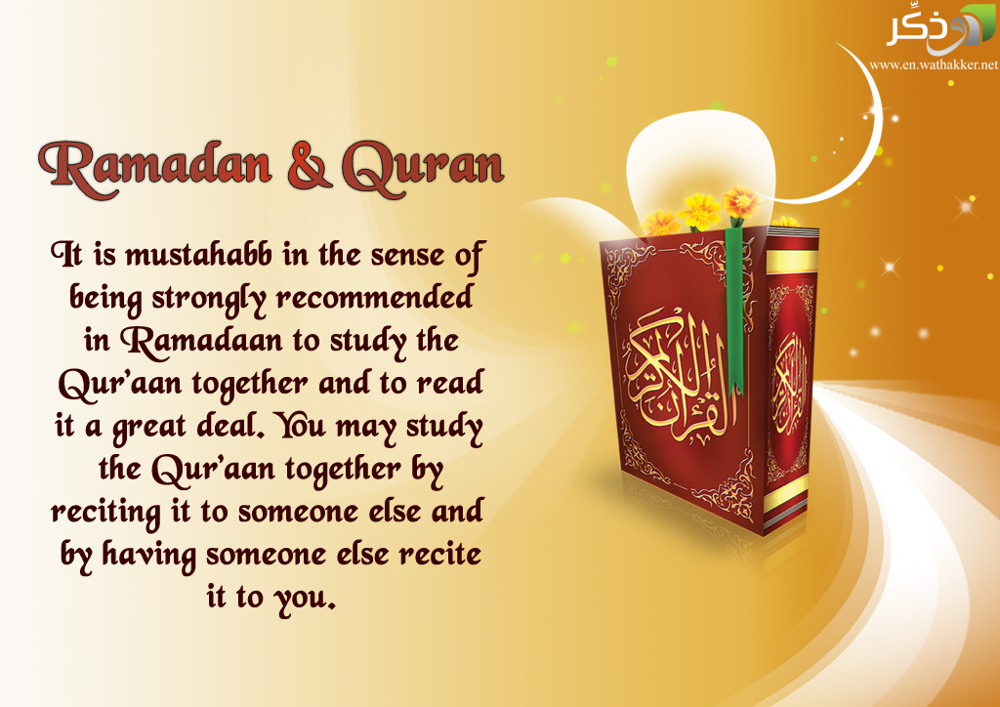 وذكِّر
www.en.wathakker.net
Ramadan & Quran
It is mustahabb in the sense of
being strongly recommended
in Ramadaan to study the
Qur'aan together and to read
it a great deal. You may study
the Qur'aan together by
reciting it to someone else and
by having someone else recite
it to you.
القرآن الكريم
القرآن الكريم